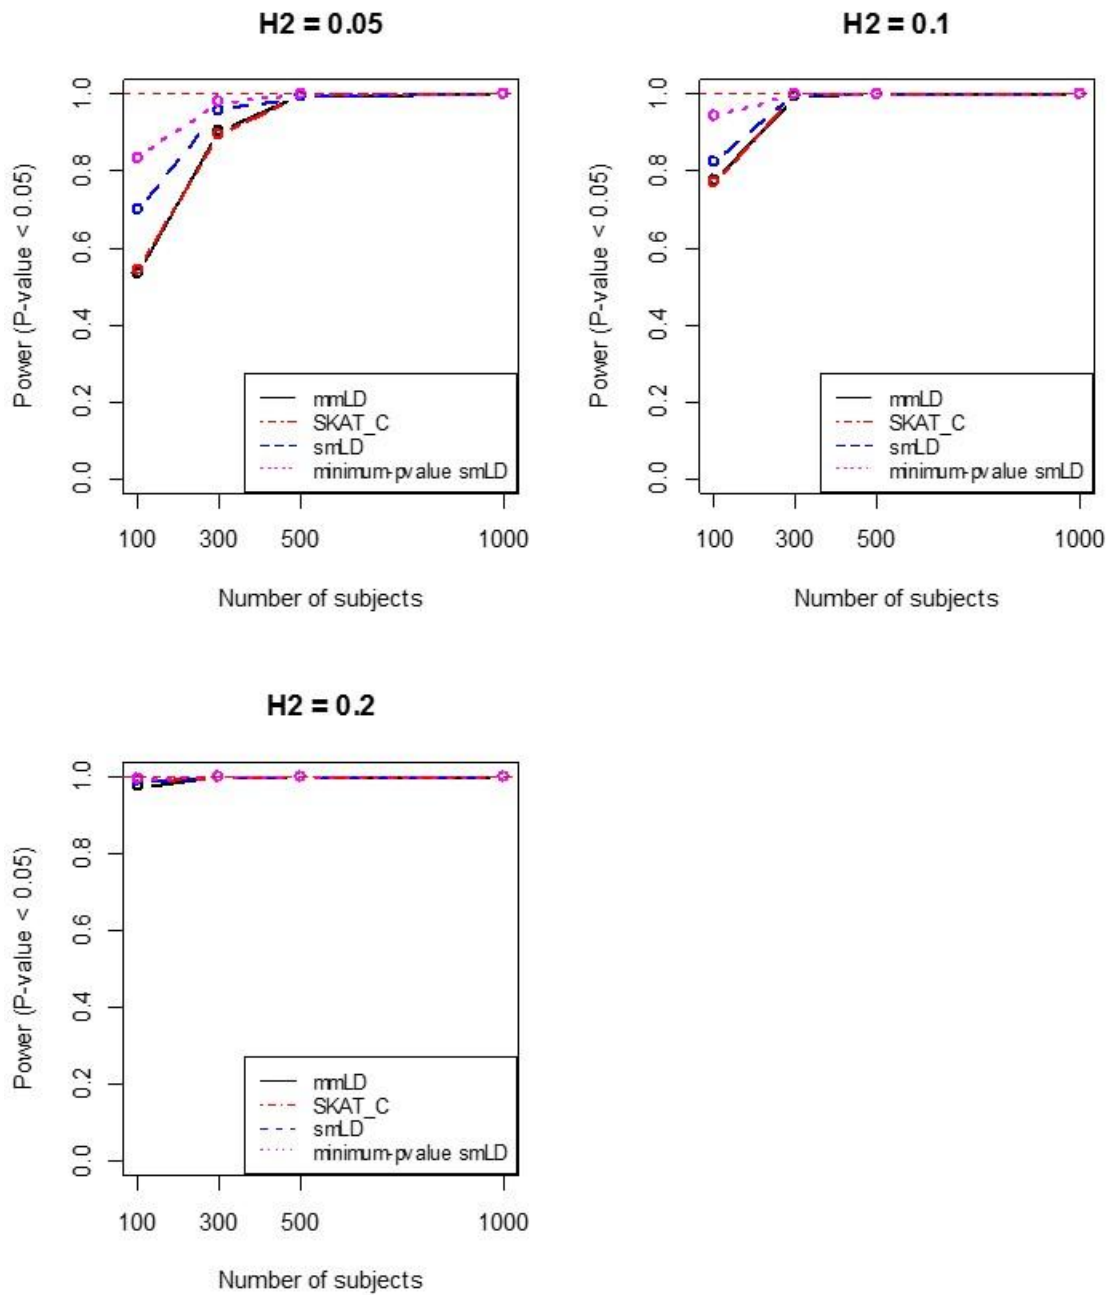 H2 = 0.05
Power (P-value < 0.05)
1.0
0.8
0.6
0.4
0.2
0.0
mmLD
SKAT_C
smLD
minimum-pvalue smLD
100 300 500 1000
Number of subjects
H2 = 0.1
Power (P-value < 0.05)
1.0
0.8
0.6
0.4
0.2
0.0
mmLD
SKAT_C
smLD
minimum-pvalue smLD
100 300 500 1000
Number of subjects
H2 = 0.2
Power (P-value < 0.05)
1.0
0.8
0.6
0.4
0.2
0.0
mmLD
SKAT_C
smLD
minimum-pvalue smLD
100 300 500 1000
Number of subjects